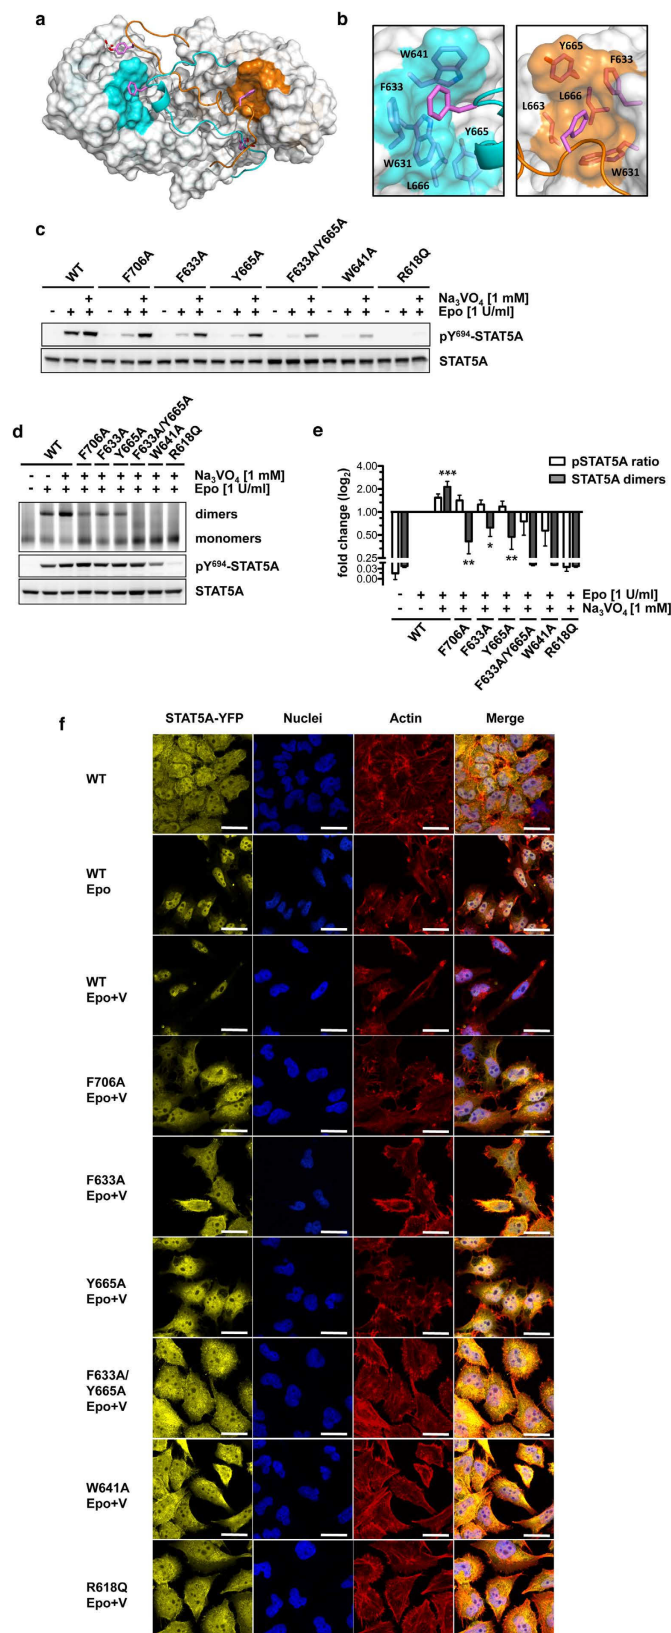 a
b
W641
F633
Y665
W631
L666
Y665
F633
L663
L666
W631
c
WT
F706A
F633A
Y665A
F633A/Y665A
W641A
R618Q
+ + + + + + + Na₃VO₄ [1 mM]
- + + - + + - + + - + + - + + - + + - + + Epo [1 U/ml]
pY⁶⁹⁴-STAT5A
STAT5A
d
WT
F706A
F633A
Y665A
F633A/Y665A
W641A
R618Q
- - + + + + + + + Na₃VO₄ [1 mM]
- + + + + + + + + Epo [1 U/ml]
dimers
monomers
pY⁶⁹⁴-STAT5A
STAT5A
e
fold change (log₂)
4.00
2.00
1.00
0.50
0.25
0.03
0.00
pSTAT5A ratio
STAT5A dimers
***
**
*
**
- + + + + + + + + Epo [1 U/ml]
- - + + + + + + + Na₃VO₄ [1 mM]
WT
F706A
F633A
Y665A
F633A/Y665A
W641A
R618Q
f
STAT5A-YFP Nuclei Actin Merge
WT
WT
Epo
WT
Epo+V
F706A
Epo+V
F633A
Epo+V
Y665A
Epo+V
F633A/
Y665A
Epo+V
W641A
Epo+V
R618Q
Epo+V